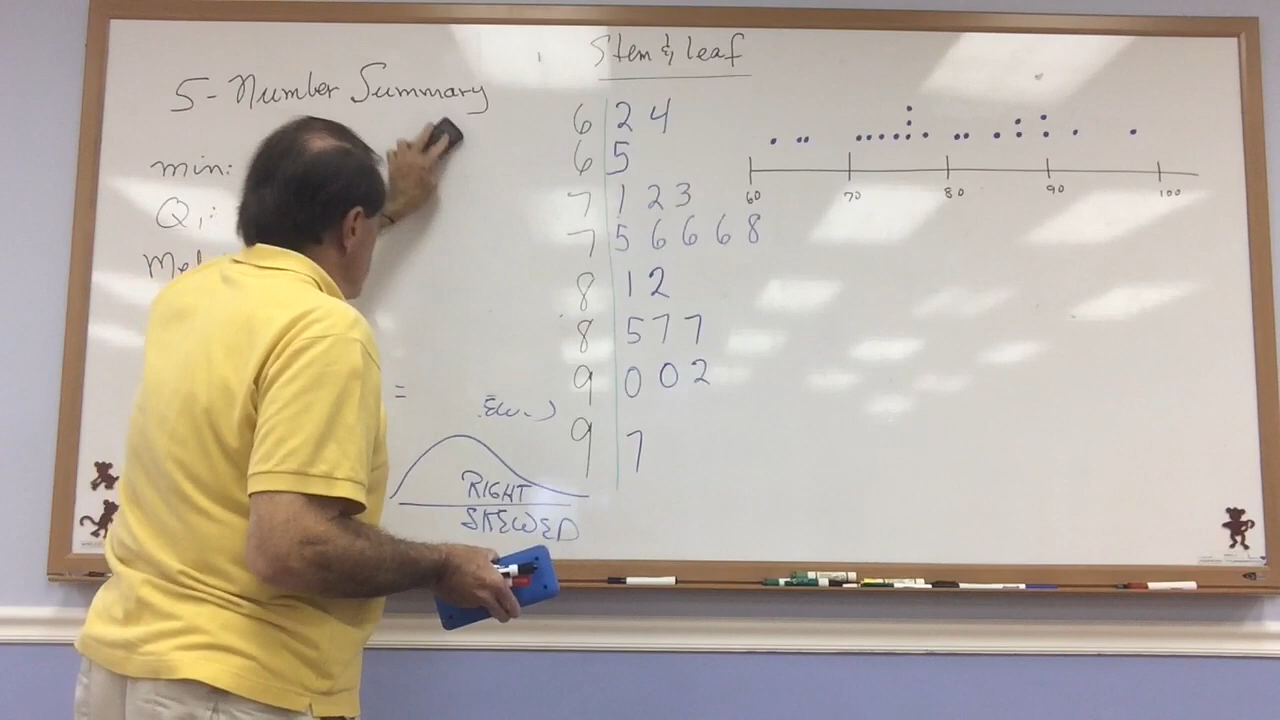 Stem & leaf
5-Number Summary
min:
Q1:
6 | 2 4
6 | 5
7 | 1 2 3
7 | 5 6 6 6 8
8 | 1 2
8 | 5 7 7
9 | 0 0 2
9 | 7
60 70 80 90 100
=
RIGHT
SKEWED